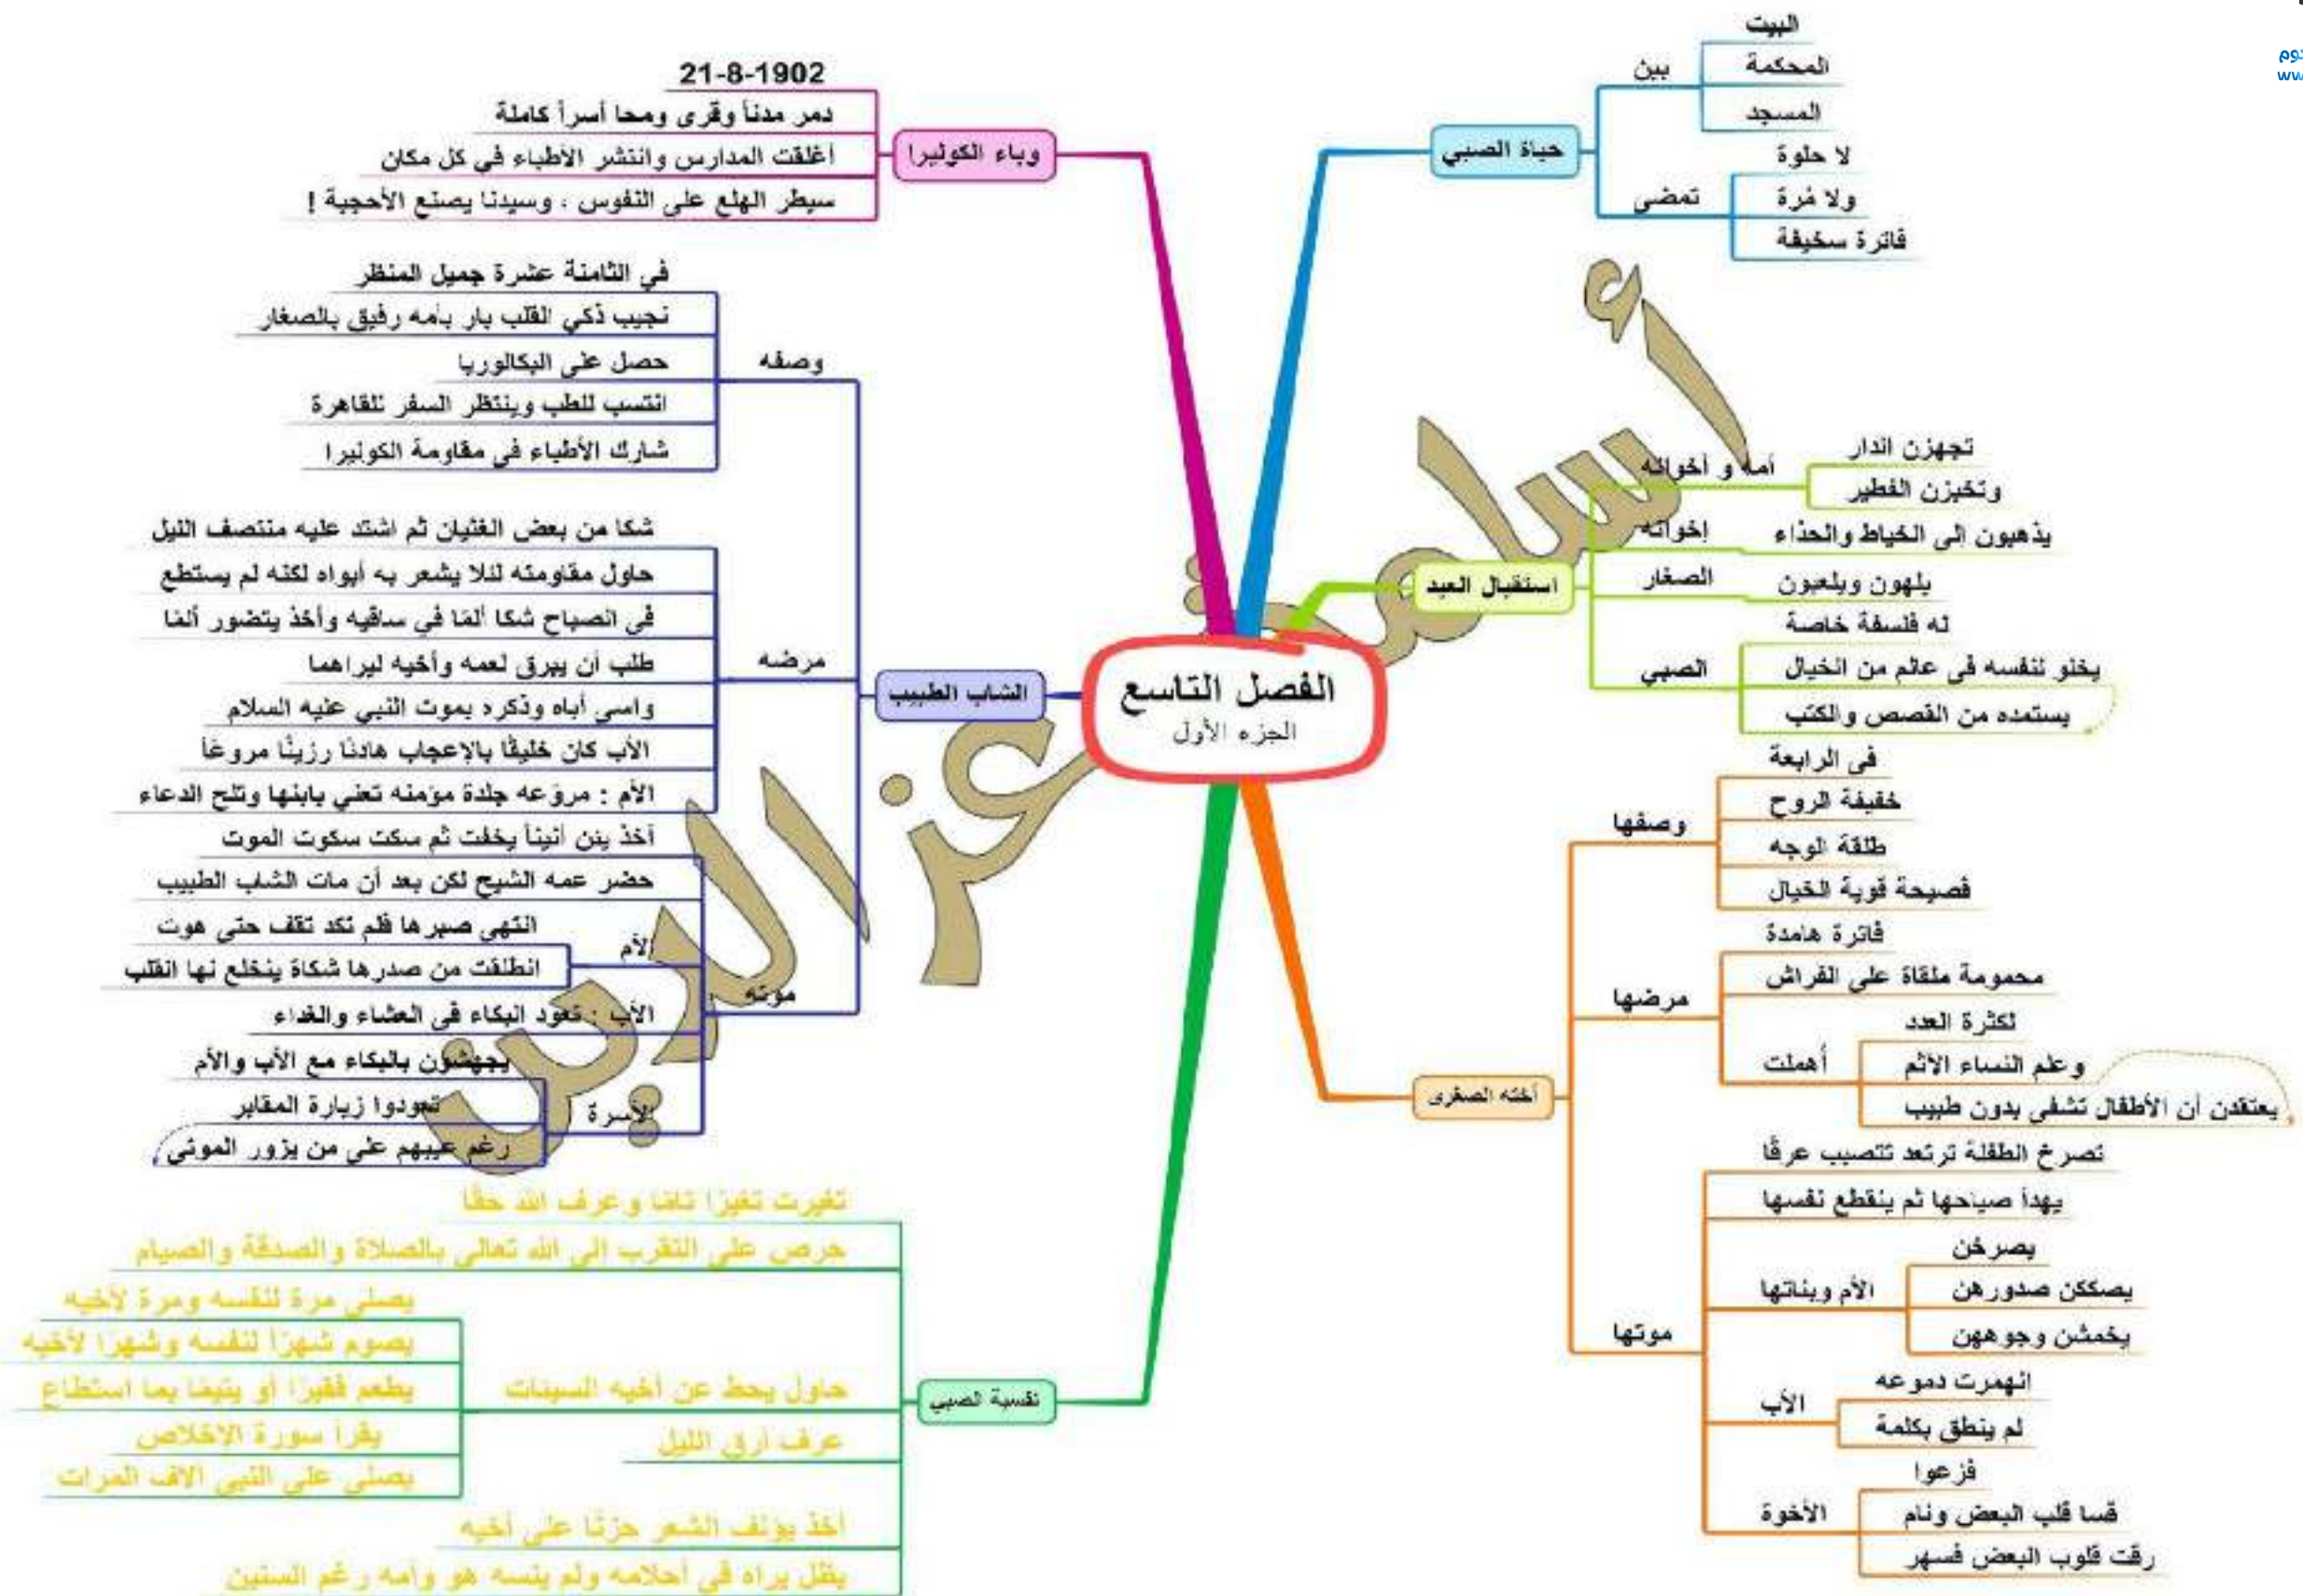 الفصل التاسع
الجزء الأول
حياة الصبي
بين
البيت
المحكمة
المسجد
تمضي
لا حلوة
ولا مُرة
فاترة سخيفة
استقبال العيد
أمه و أخواته
تجهزن الدار
وتخبزن الفطير
إخوانه
يذهبون إلى الخياط والحذاء
الصغار
يلهون ويلعبون
الصبي
له فلسفة خاصة
يخلو لنفسه في عالم من الخيال
يستمده من القصص والكتب
أخته الصغرى
وصفها
في الرابعة
خفيفة الروح
طلقة الوجه
فصيحة قوية الخيال
مرضها
فاترة هامدة
محمومة ملقاة على الفراش
أهملت
لكثرة العدد
وعلم النساء الآثم
يعتقدن أن الأطفال تشفى بدون طبيب
موتها
تصرخ الطفلة ترتعد تتصبب عرقًا
يهدأ صياحها ثم ينقطع نفسها
الأم وبناتها
يصرخن
يصككن صدورهن
يخمشن وجوههن
الأب
انهمرت دموعه
لم ينطق بكلمة
الأخوة
فزعوا
قسا قلب البعض ونام
رقت قلوب البعض فسهر
وباء الكوليرا
21-8-1902
دمر مدناً وقرى ومحا أسراً كاملة
أغلقت المدارس وانتشر الأطباء في كل مكان
سيطر الهلع على النفوس ، وسيدنا يصنع الأحجبة !
الشاب الطبيب
وصفه
في الثامنة عشرة جميل المنظر
نجيب ذكي القلب بار بأمه رفيق بالصغار
حصل على البكالوريا
انتسب للطب وينتظر السفر للقاهرة
شارك الأطباء في مقاومة الكوليرا
مرضه
شكا من بعض الغثيان ثم اشتد عليه منتصف الليل
حاول مقاومته لئلا يشعر به أبواه لكنه لم يستطع
في الصباح شكا ألمًا في ساقيه وأخذ يتضور ألمًا
طلب أن يبرق لعمه وأخيه ليراهما
واسى أباه وذكره بموت النبي عليه السلام
الأب كان خليقًا بالإعجاب هادئًا رزينًا مروعًا
الأم : مروّعه جلدة مؤمنه تعني بابنها وتلح الدعاء
موته
أخذ يئن أنيناً يخفت ثم سكت سكوت الموت
حضر عمه الشيخ لكن بعد أن مات الشاب الطبيب
الأم
انتهى صبرها فلم تكد تقف حتى هوت
انطلقت من صدرها شكاة ينخلع لها القلب
الأب : تعوّد البكاء في العشاء والغداء
الأسرة
يجهشون بالبكاء مع الأب والأم
تعودوا زيارة المقابر
رغم عيبهم على من يزور الموتى
نفسية الصبي
تغيرت تغيرًا تامًا وعرف الله حقًا
حرص على التقرب إلى الله تعالى بالصلاة والصدقة والصيام
حاول يحط عن أخيه السيئات
يصلي مرة لنفسه ومرة لأخيه
يصوم شهرًا لنفسه وشهرًا لأخيه
يطعم فقيرًا أو يتيمًا بما استطاع
يقرأ سورة الإخلاص
يصلي على النبي آلاف المرات
عرف أرق الليل
أخذ يؤلف الشعر حزنًا على أخيه
يظل يراه في أحلامه ولم ينسه هو وأمه رغم السنين
أسامة عز الدين